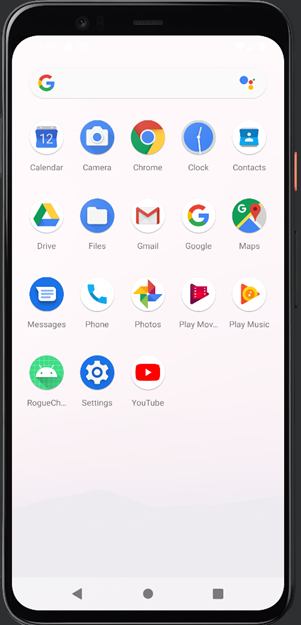 Calendar Camera Chrome Clock Contacts
Drive Files Gmail Google Maps
Messages Phone Photos Play Mov... Play Music
RogueCh... Settings YouTube